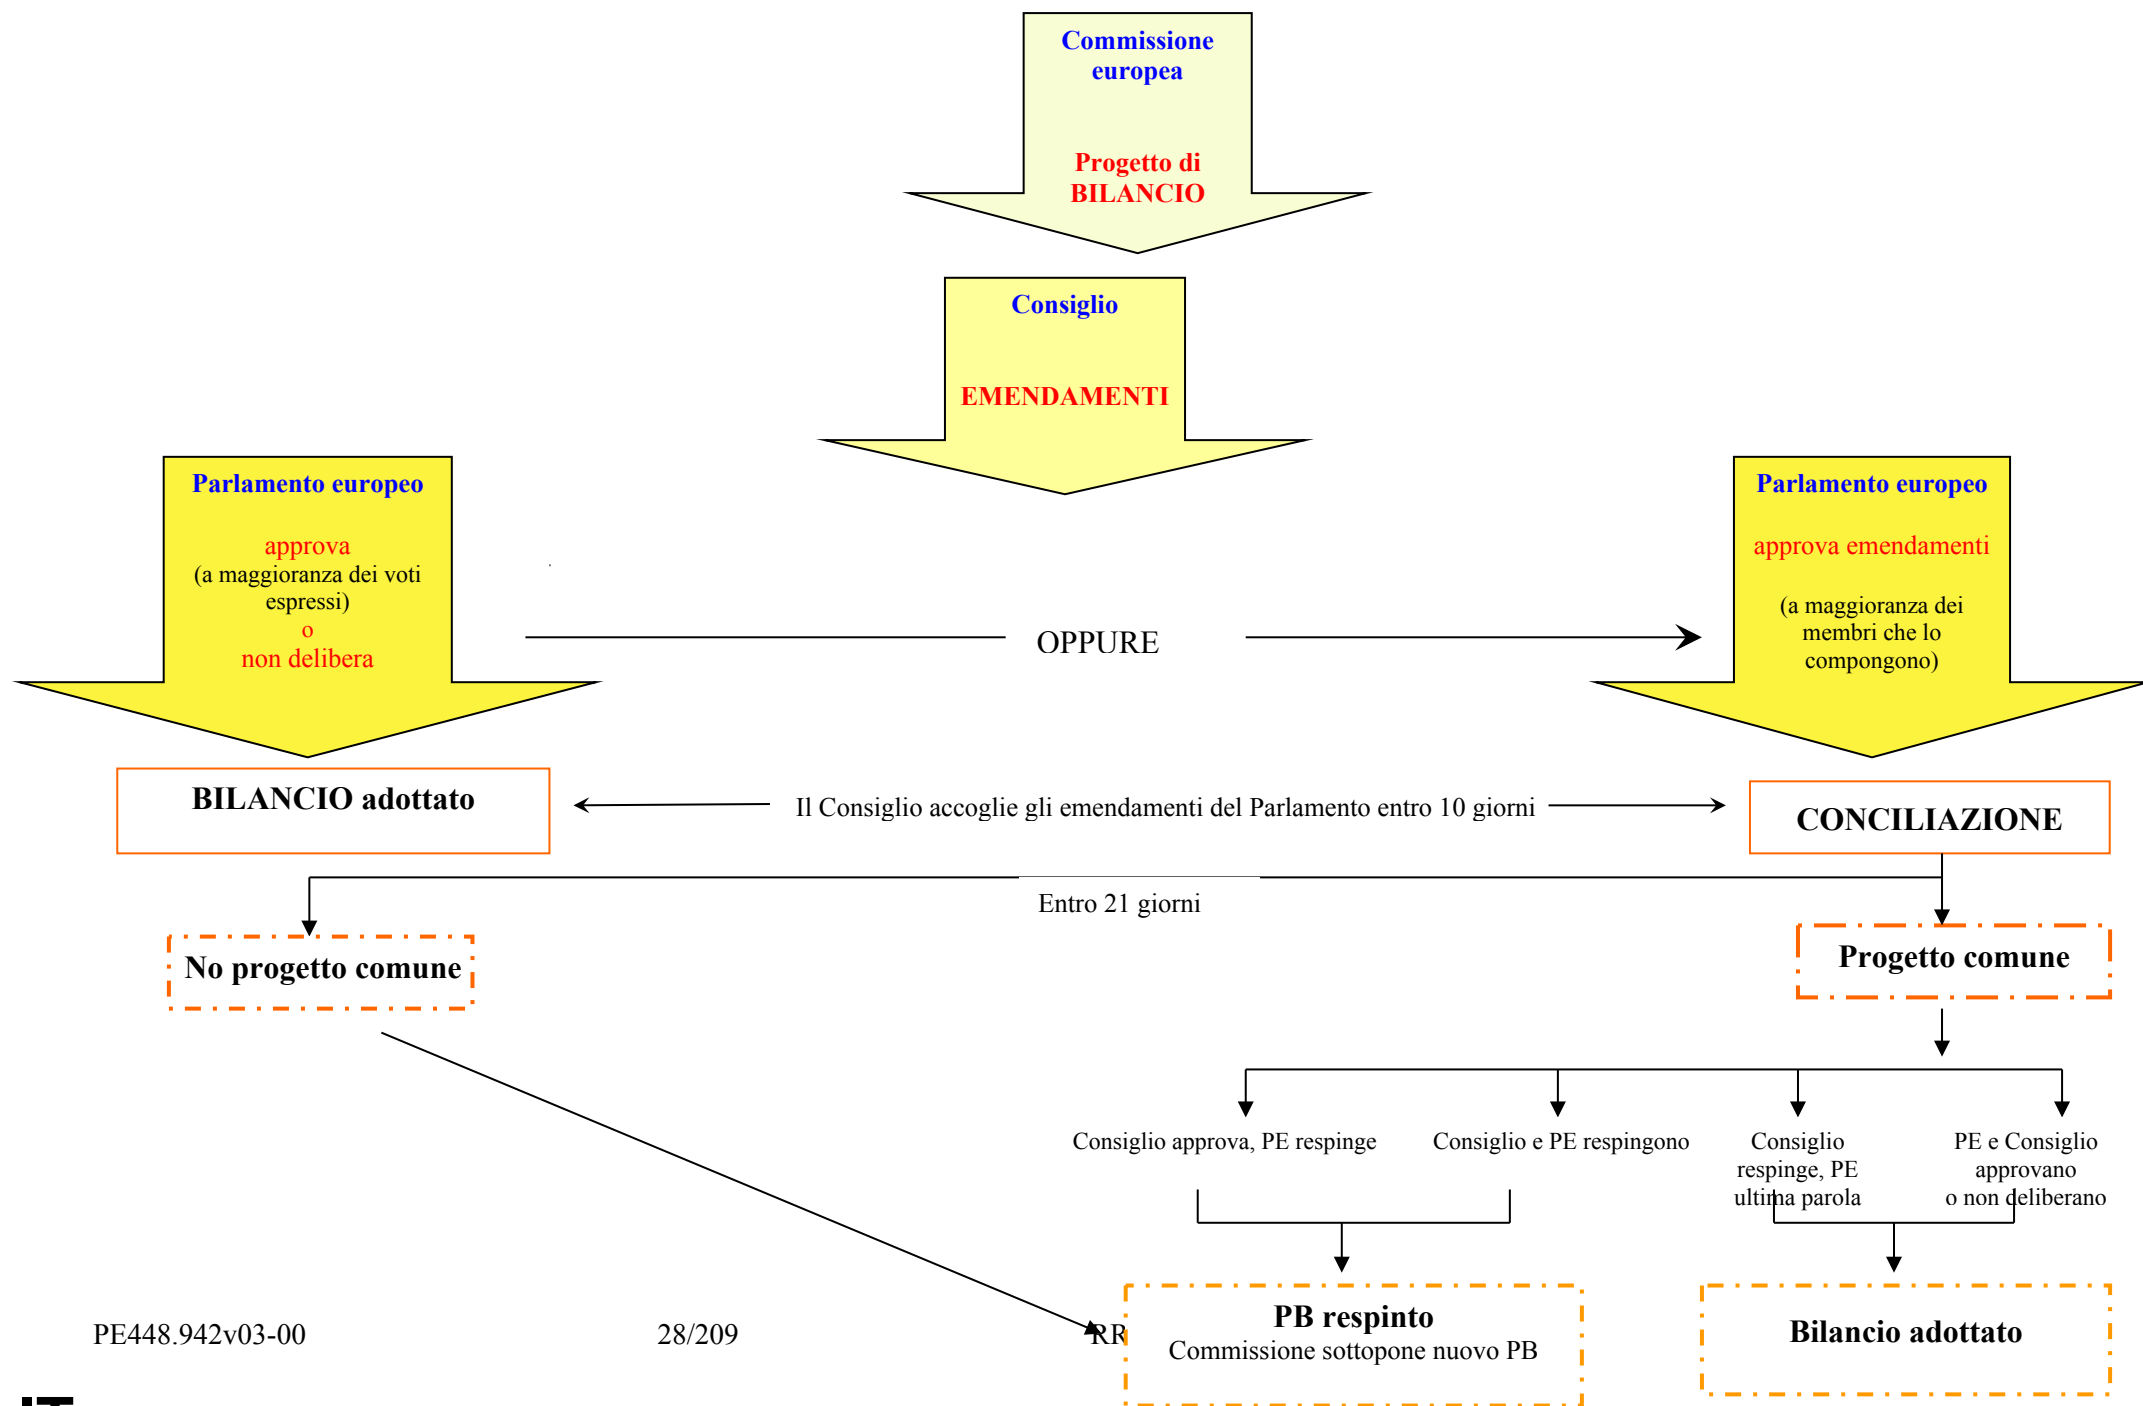 Commissione
europea
Progetto di
BILANCIO
Consiglio
EMENDAMENTI
Parlamento europeo
approva
(a maggioranza dei voti
espressi)
o
non delibera
OPPURE
Parlamento europeo
approva emendamenti
(a maggioranza dei
membri che lo
compongono)
BILANCIO adottato
Il Consiglio accoglie gli emendamenti del Parlamento entro 10 giorni
CONCILIAZIONE
Entro 21 giorni
No progetto comune
Progetto comune
Consiglio approva, PE respinge
Consiglio e PE respingono
Consiglio
respinge, PE
ultima parola
PE e Consiglio
approvano
o non deliberano
PB respinto
Commissione sottopone nuovo PB
Bilancio adottato
PE448.942v03-00
28/209
RR